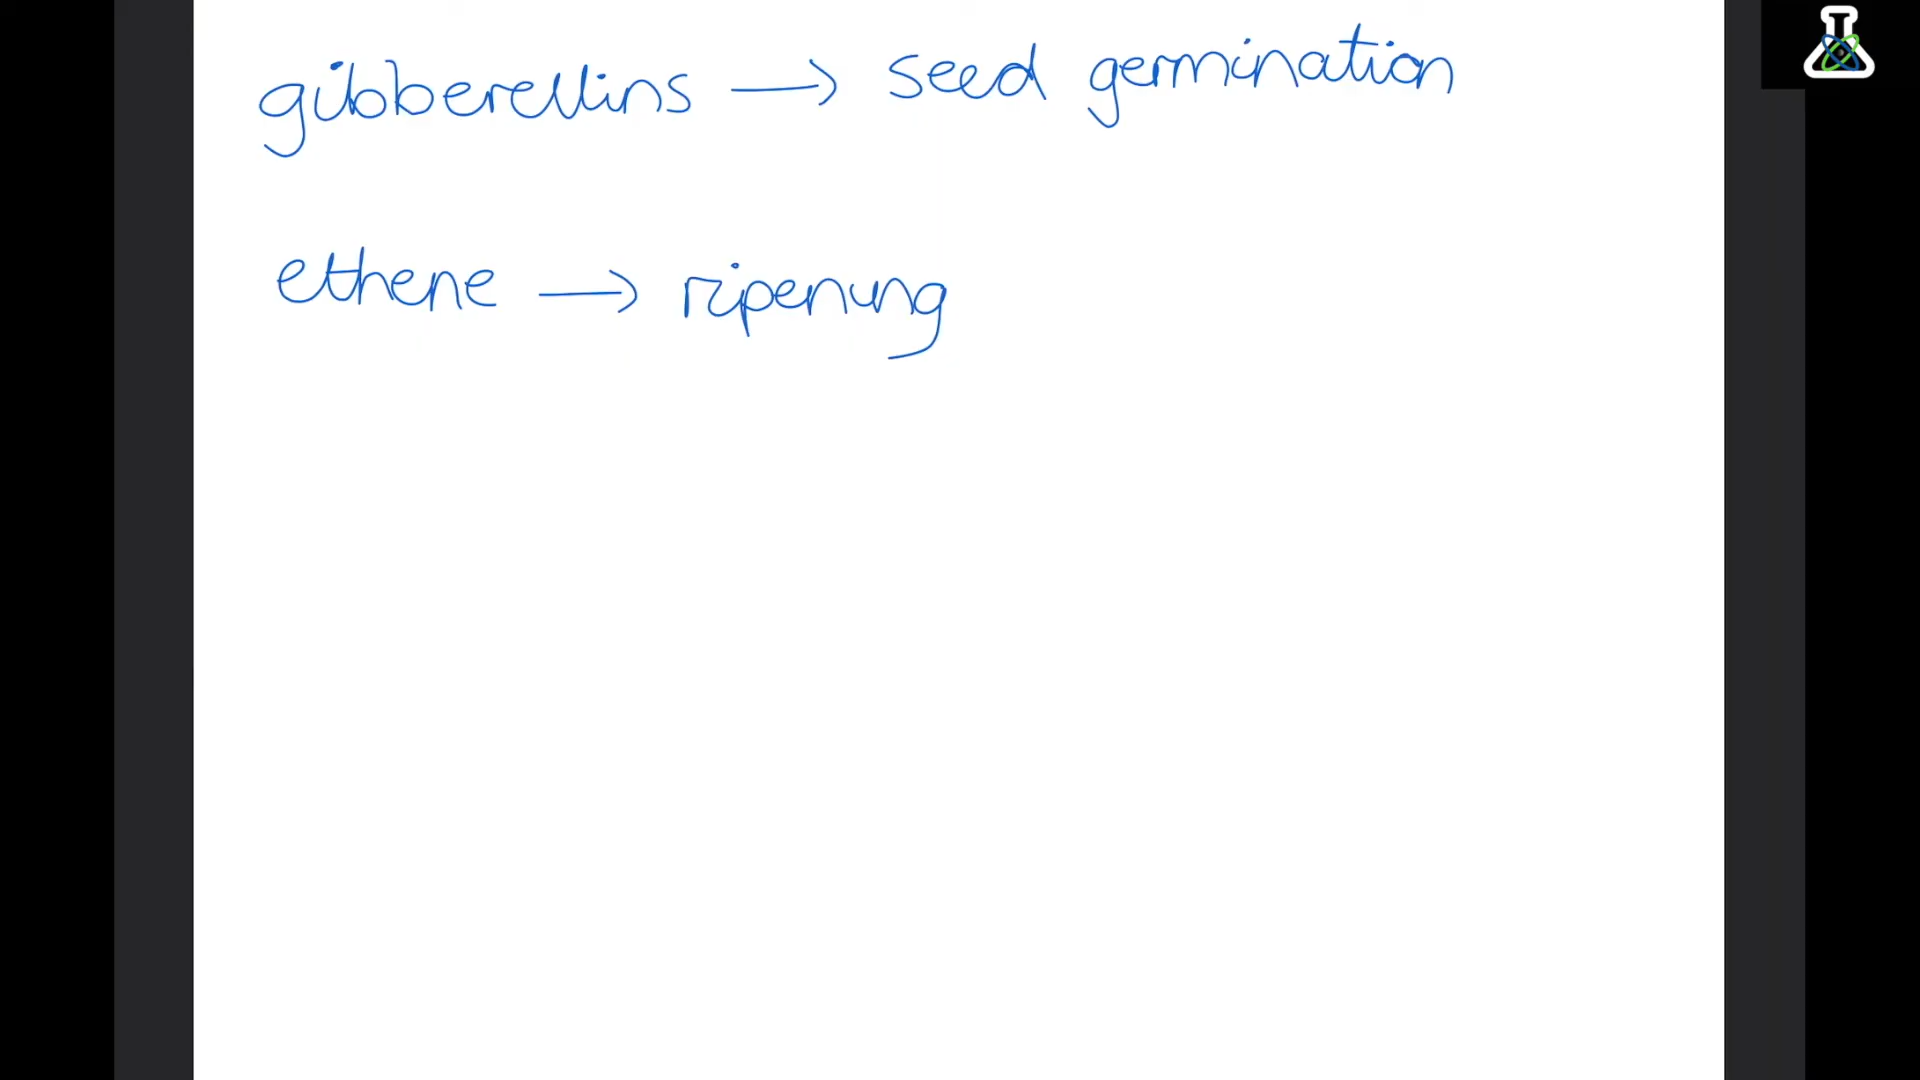 gibberellins → seed germination
ethene → ripening